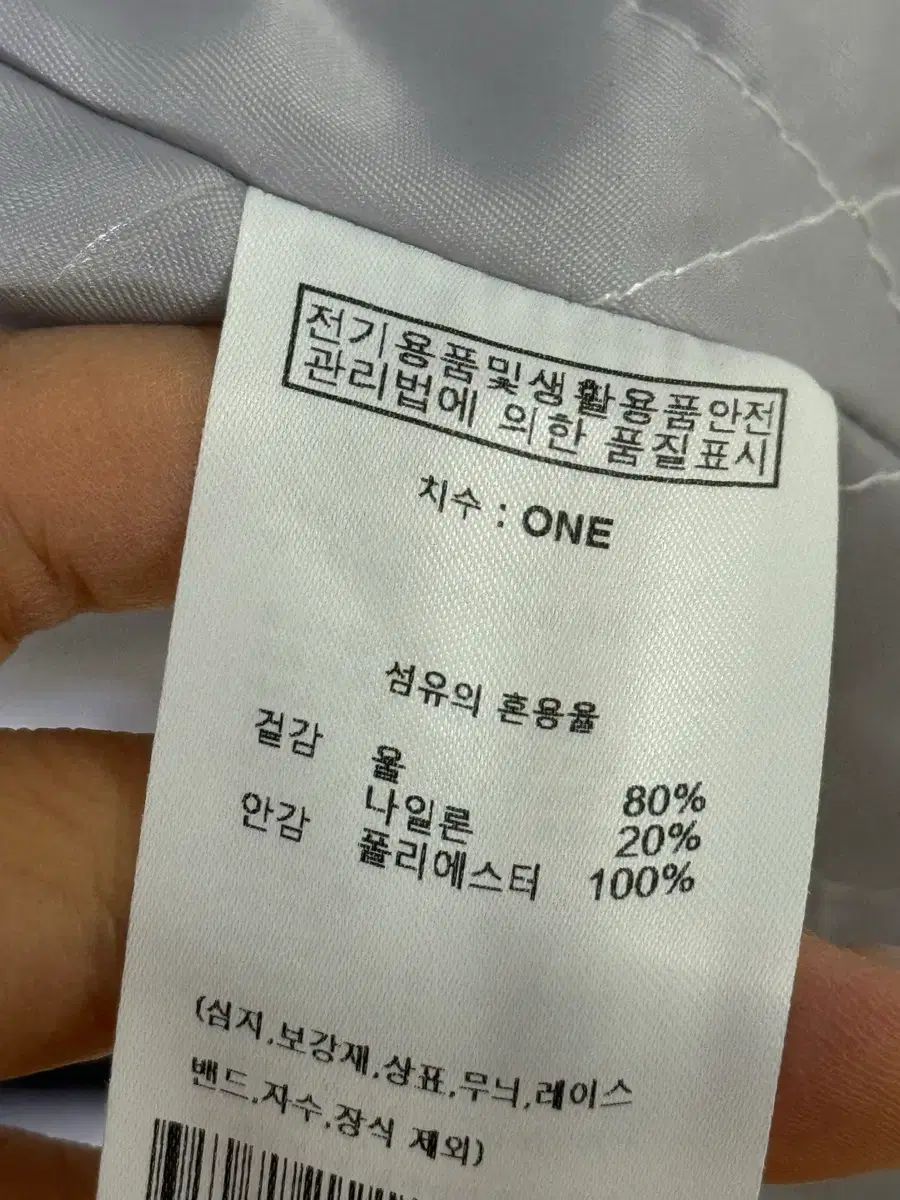 전기용품및생활용품안전
관리법에 의한 품질표시
치수 : ONE
섬유의 혼용율
겉감 울 80%
나일론 20%
안감 폴리에스터 100%
(심지,보강재,상표,무늬,레이스
밴드,자수,장식 제외)